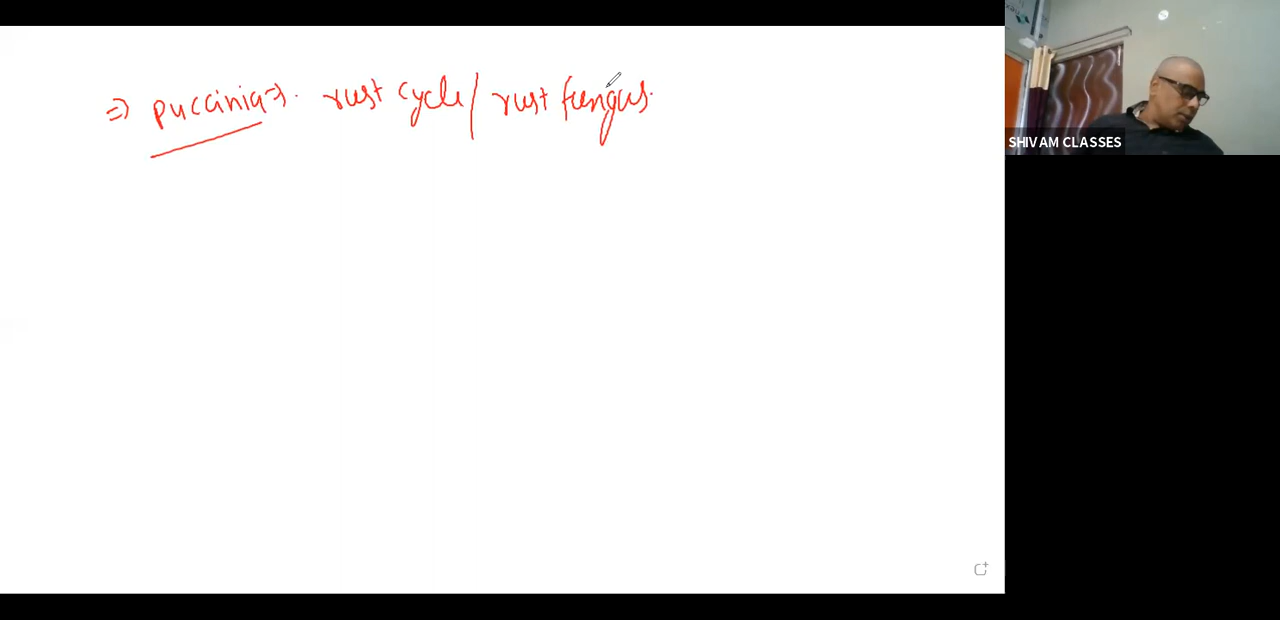 ⇒ puccinia ⇒. rust cycle / rust fungus.
SHIVAM CLASSES